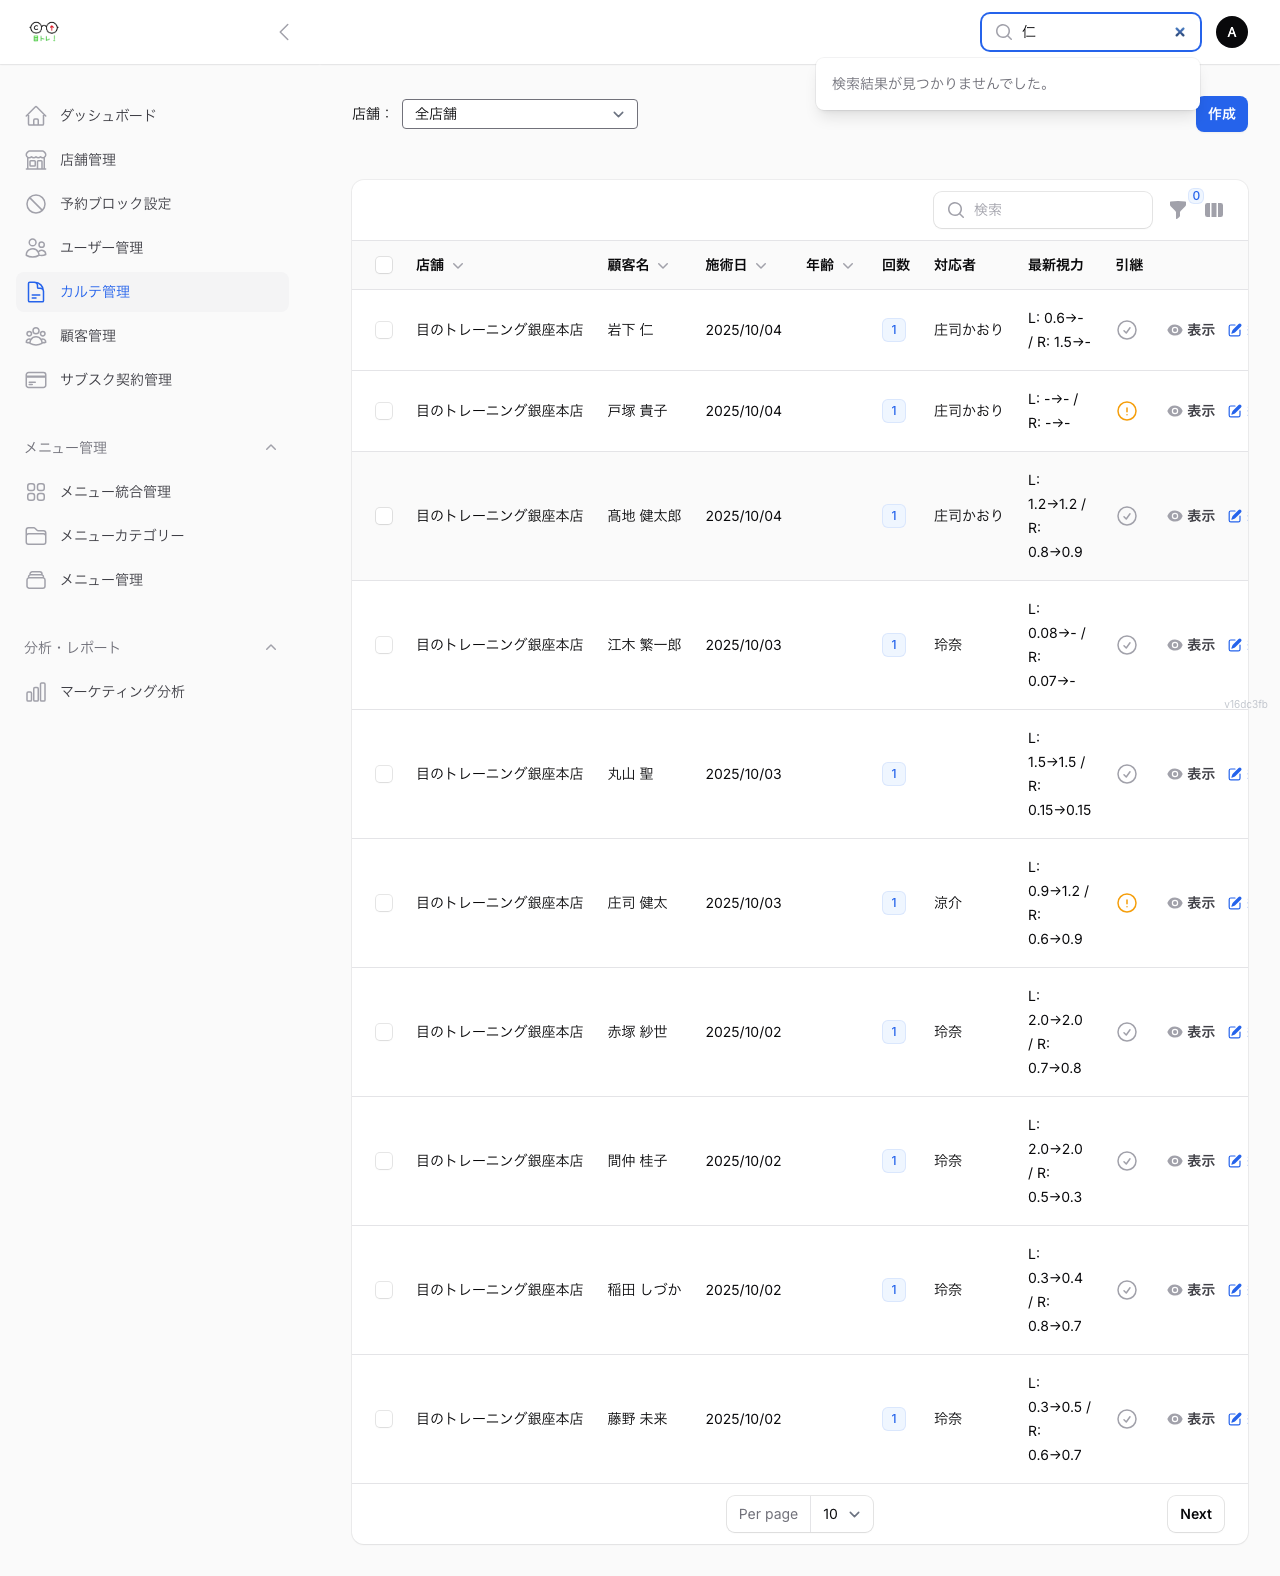 目トレ
仁
A
検索結果が見つかりませんでした。
ダッシュボード
店舗管理
予約ブロック設定
ユーザー管理
カルテ管理
顧客管理
サブスク契約管理
メニュー管理
メニュー統合管理
メニューカテゴリー
メニュー管理
分析・レポート
マーケティング分析
店舗： 全店舗
作成
検索
0
店舗 顧客名 施術日 年齢 回数 対応者 最新視力 引継
目のトレーニング銀座本店 岩下 仁 2025/10/04 1 庄司かおり L: 0.6→- / R: 1.5→- 表示
目のトレーニング銀座本店 戸塚 貴子 2025/10/04 1 庄司かおり L: -→- / R: -→- 表示
目のトレーニング銀座本店 髙地 健太郎 2025/10/04 1 庄司かおり L: 1.2→1.2 / R: 0.8→0.9 表示
目のトレーニング銀座本店 江木 繁一郎 2025/10/03 1 玲奈 L: 0.08→- / R: 0.07→- 表示
v16dc3fb
目のトレーニング銀座本店 丸山 聖 2025/10/03 1 L: 1.5→1.5 / R: 0.15→0.15 表示
目のトレーニング銀座本店 庄司 健太 2025/10/03 1 涼介 L: 0.9→1.2 / R: 0.6→0.9 表示
目のトレーニング銀座本店 赤塚 紗世 2025/10/02 1 玲奈 L: 2.0→2.0 / R: 0.7→0.8 表示
目のトレーニング銀座本店 間仲 桂子 2025/10/02 1 玲奈 L: 2.0→2.0 / R: 0.5→0.3 表示
目のトレーニング銀座本店 稲田 しづか 2025/10/02 1 玲奈 L: 0.3→0.4 / R: 0.8→0.7 表示
目のトレーニング銀座本店 藤野 未来 2025/10/02 1 玲奈 L: 0.3→0.5 / R: 0.6→0.7 表示
Per page 10
Next